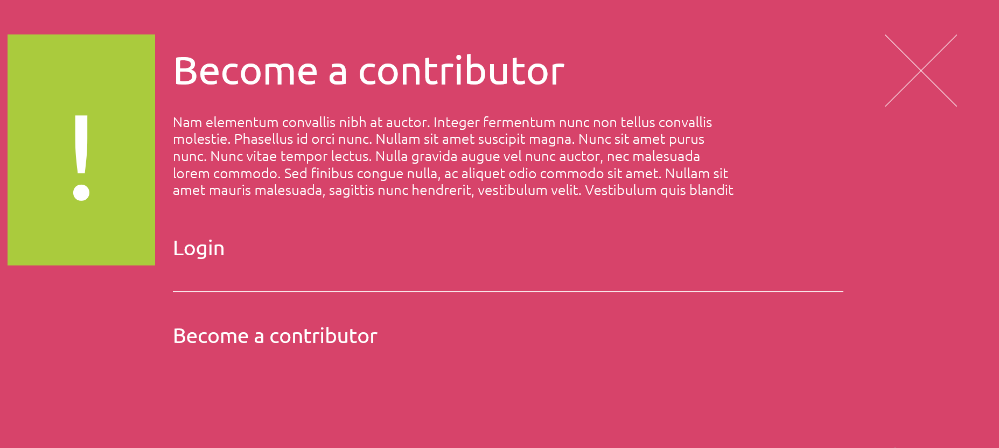 !
Become a contributor
Nam elementum convallis nibh at auctor. Integer fermentum nunc non tellus convallis
molestie. Phasellus id orci nunc. Nullam sit amet suscipit magna. Nunc sit amet purus
nunc. Nunc vitae tempor lectus. Nulla gravida augue vel nunc auctor, nec malesuada
lorem commodo. Sed finibus congue nulla, ac aliquet odio commodo sit amet. Nullam sit
amet mauris malesuada, sagittis nunc hendrerit, vestibulum velit. Vestibulum quis blandit
Login
Become a contributor